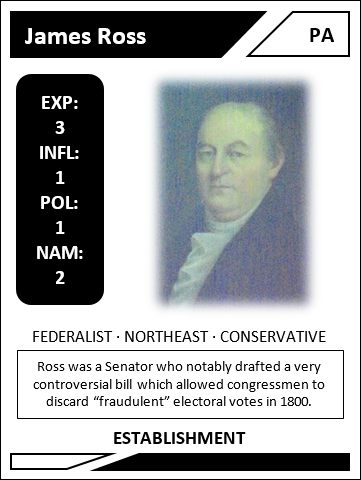 James Ross
PA
EXP:
3
INFL:
1
POL:
1
NAM:
2
FEDERALIST · NORTHEAST · CONSERVATIVE
Ross was a Senator who notably drafted a very
controversial bill which allowed congressmen to
discard “fraudulent” electoral votes in 1800.
ESTABLISHMENT